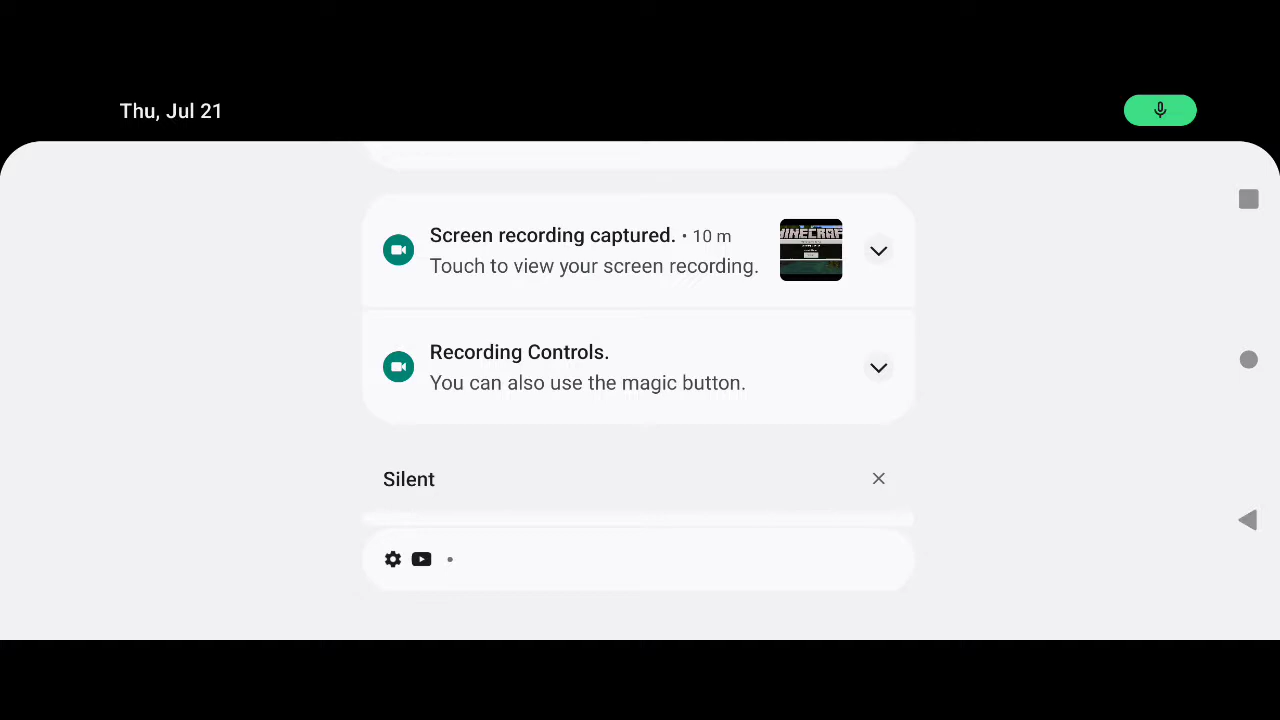 Thu, Jul 21
Screen recording captured. • 10 m
Touch to view your screen recording.
MINECRAF
Recording Controls.
You can also use the magic button.
Silent